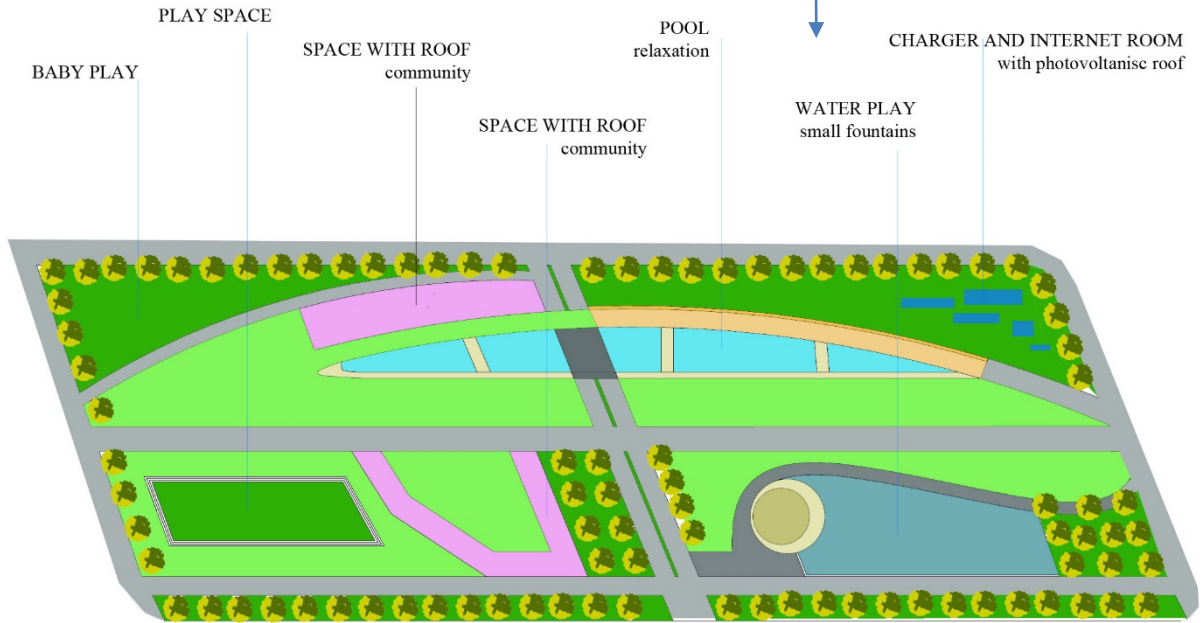 PLAY SPACE
BABY PLAY
SPACE WITH ROOF
community
SPACE WITH ROOF
community
POOL
relaxation
WATER PLAY
small fountains
CHARGER AND INTERNET ROOM
with photovoltanisc roof